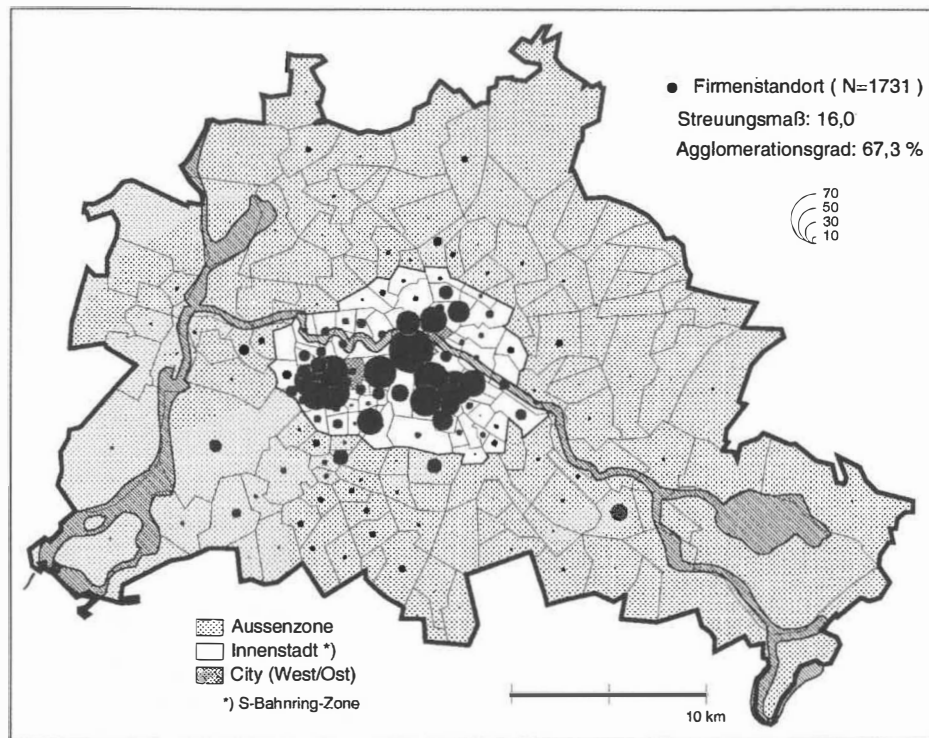 Firmenstandort ( N=1731 )
Streuungsmaß: 16,0
Agglomerationsgrad: 67,3 %
70
50
30
10
Aussenzone
Innenstadt *)
City (West/Ost)
*) S-Bahnring-Zone
10 km